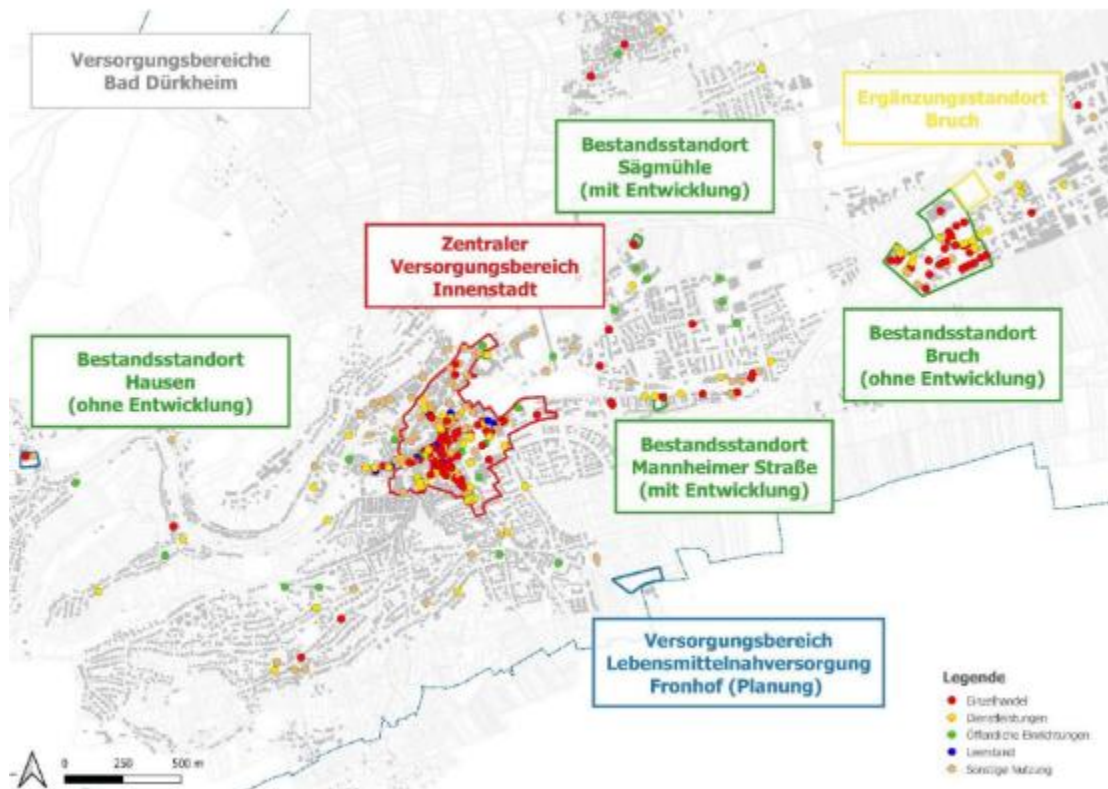 Versorgungsbereiche
Bad Dürkheim
Ergänzungsstandort
Bruch
Bestandsstandort
Sägmühle
(mit Entwicklung)
Zentraler
Versorgungsbereich
Innenstadt
Bestandsstandort
Hausen
(ohne Entwicklung)
Bestandsstandort
Bruch
(ohne Entwicklung)
Bestandsstandort
Mannheimer Straße
(mit Entwicklung)
Versorgungsbereich
Lebensmittelnahversorgung
Fronhof (Planung)
Legende
Einzelhandel
Dienstleistungen
Öffentliche Einrichtungen
Leerstand
Sonstige Nutzung
0 250 500 m